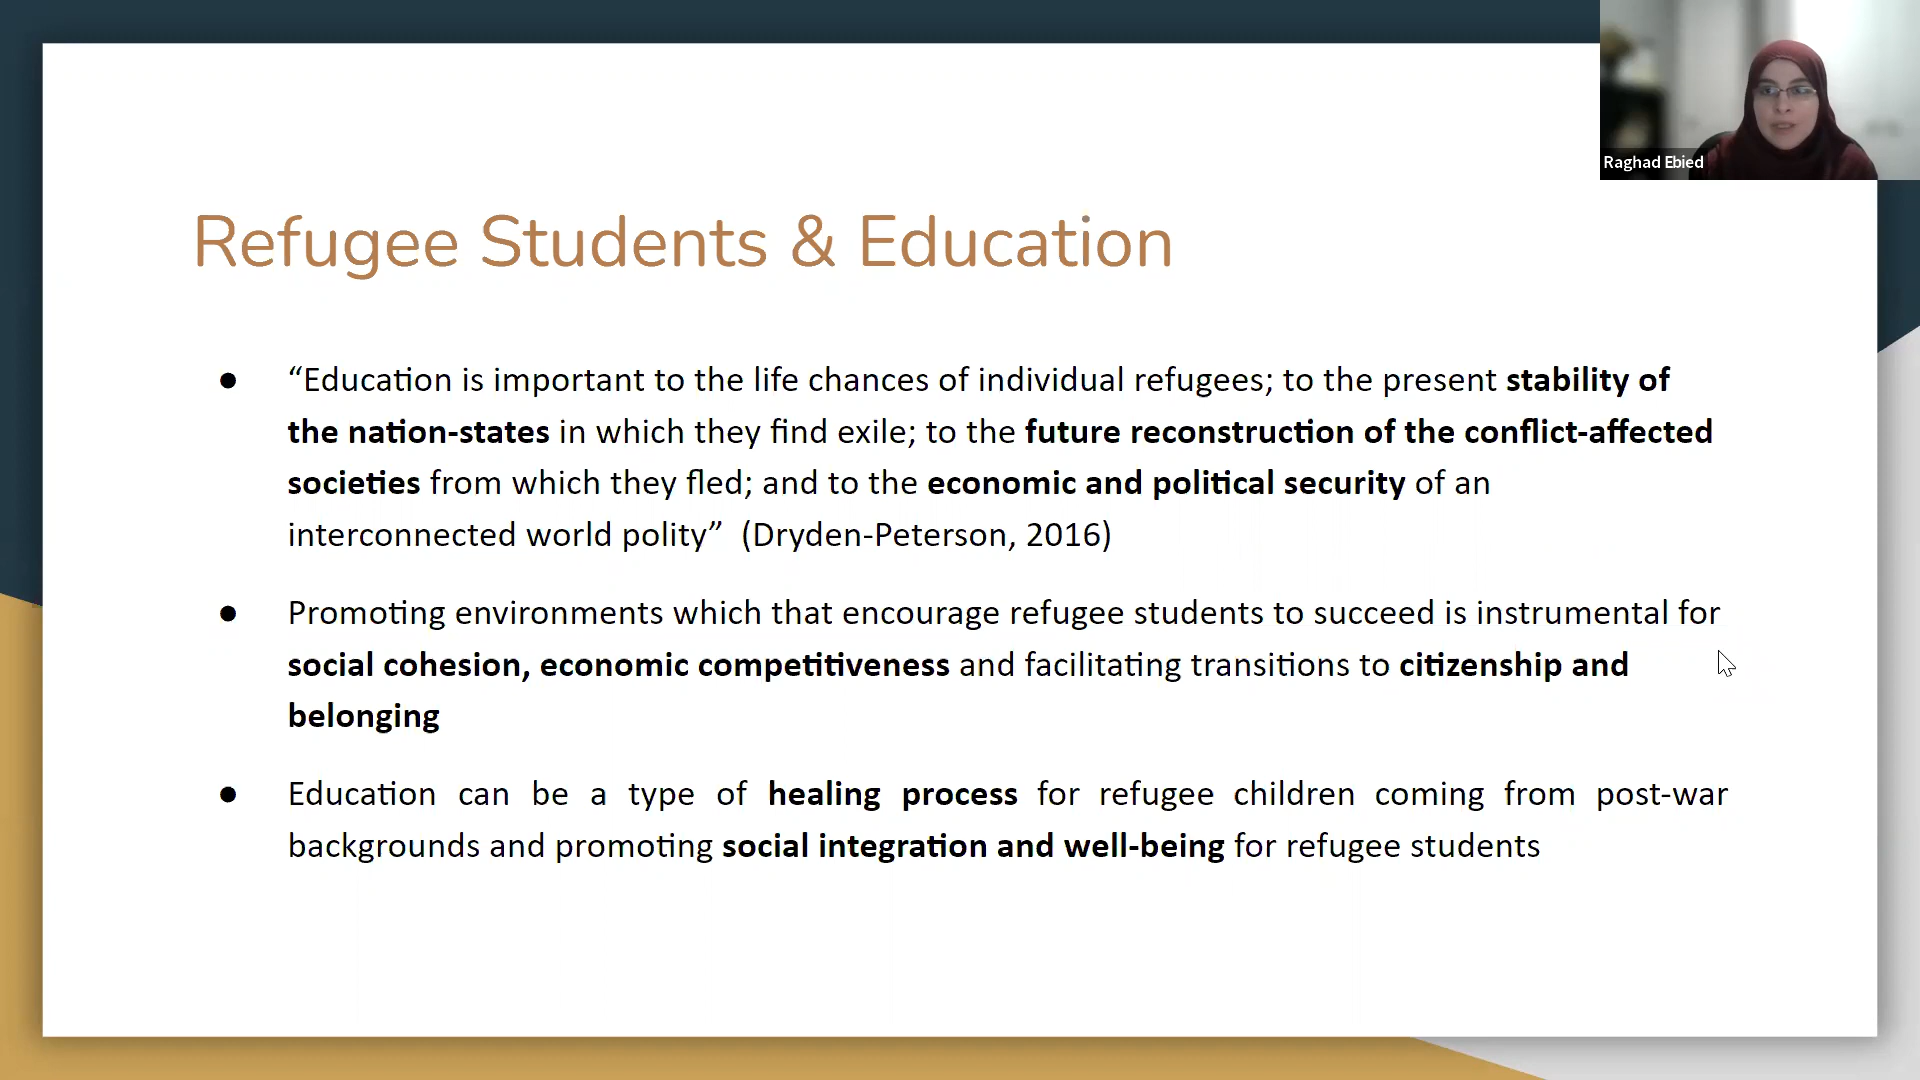 Raghad Ebied
Refugee Students & Education
● “Education is important to the life chances of individual refugees; to the present stability of
the nation-states in which they find exile; to the future reconstruction of the conflict-affected
societies from which they fled; and to the economic and political security of an
interconnected world polity” (Dryden-Peterson, 2016)
● Promoting environments which that encourage refugee students to succeed is instrumental for
social cohesion, economic competitiveness and facilitating transitions to citizenship and
belonging
● Education can be a type of healing process for refugee children coming from post-war
backgrounds and promoting social integration and well-being for refugee students